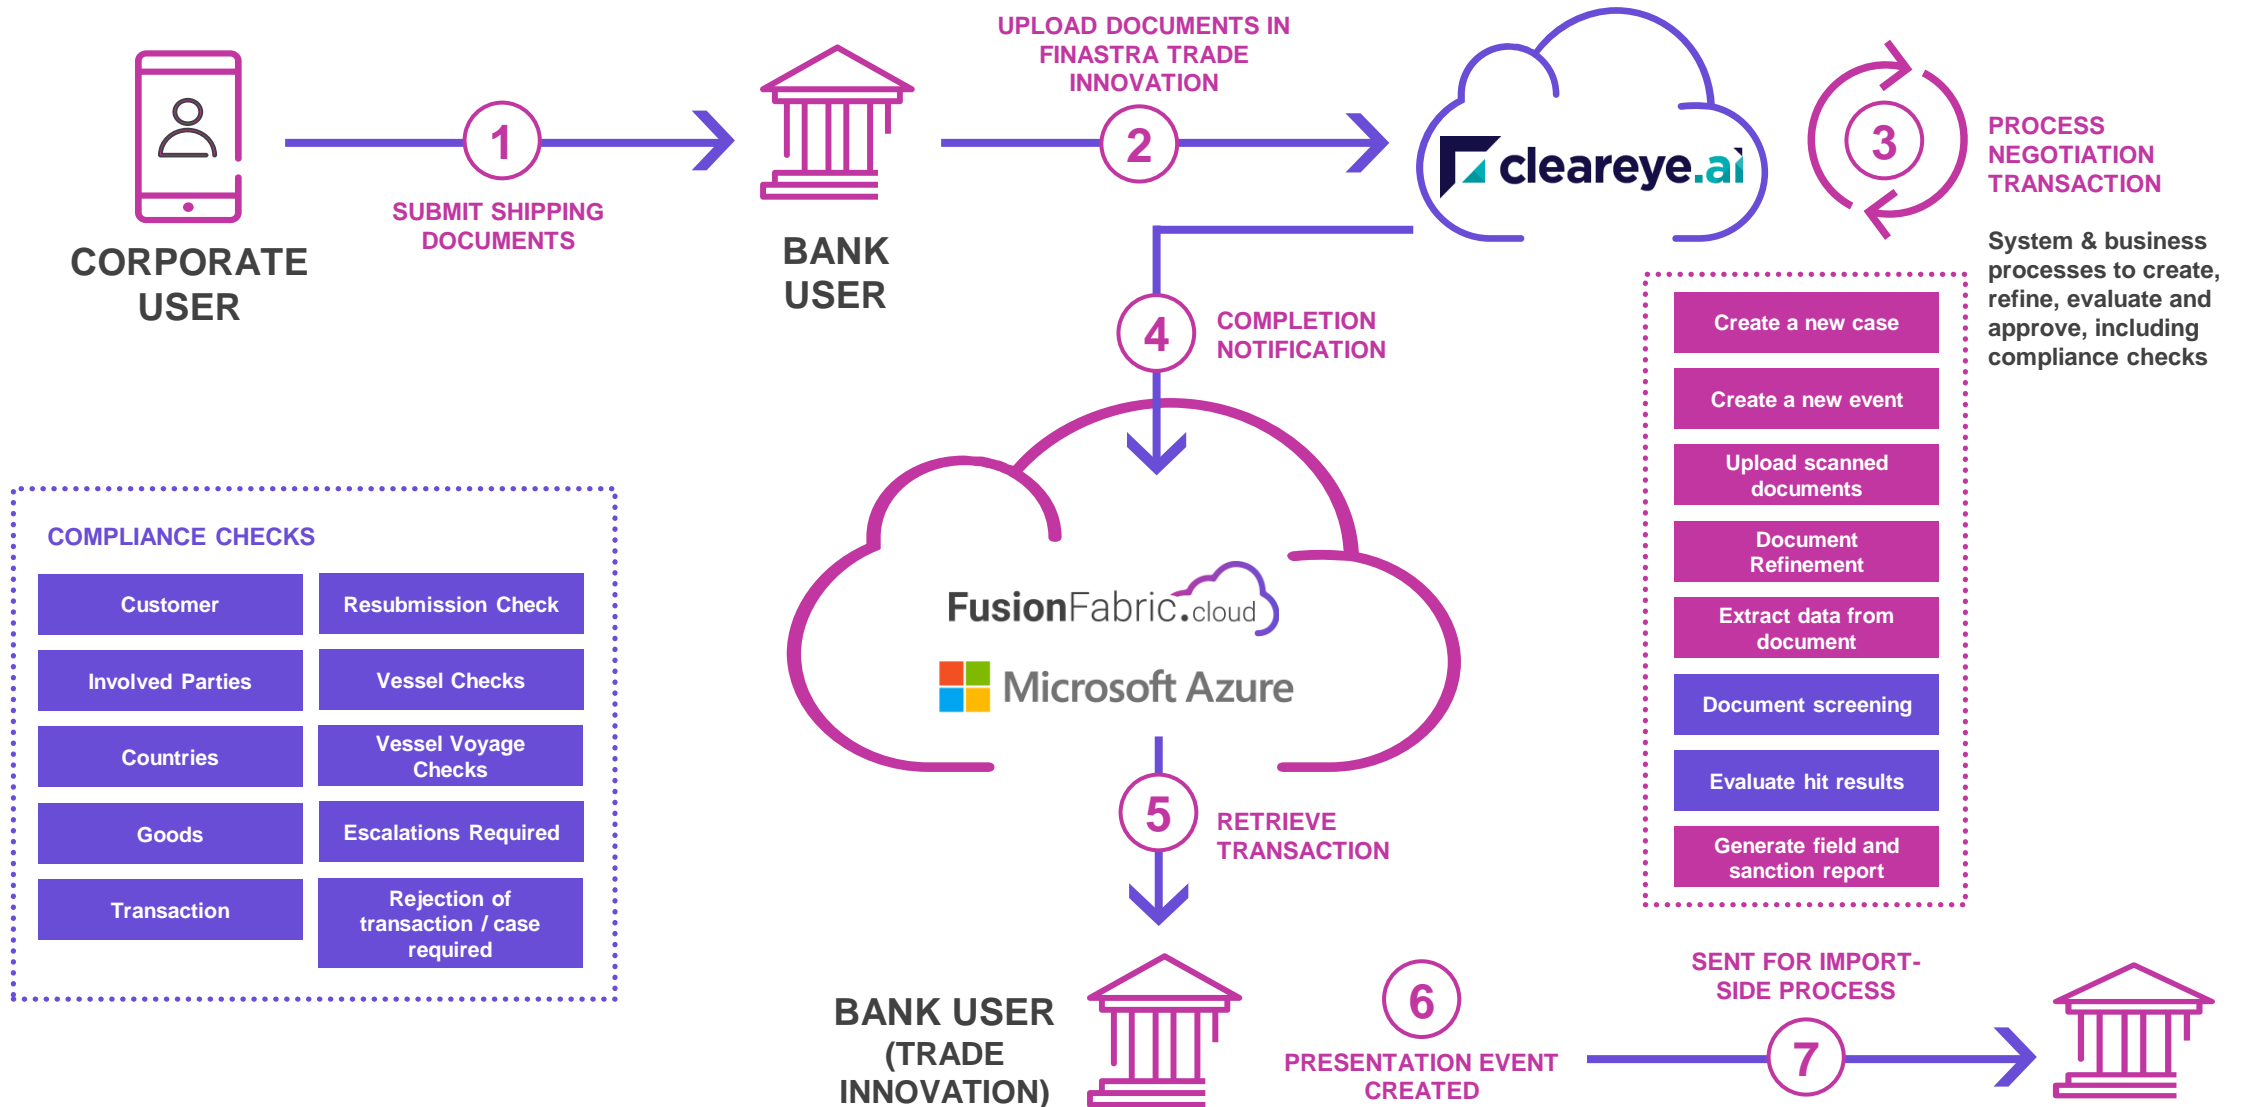 CORPORATE
USER
1
SUBMIT SHIPPING
DOCUMENTS
BANK
USER
UPLOAD DOCUMENTS IN
FINASTRA TRADE
INNOVATION
2
cleareye.ai
3
PROCESS
NEGOTIATION
TRANSACTION
System & business
processes to create,
refine, evaluate and
approve, including
compliance checks
Create a new case
Create a new event
Upload scanned
documents
Document
Refinement
Extract data from
document
Document screening
Evaluate hit results
Generate field and
sanction report
4
COMPLETION
NOTIFICATION
FusionFabric.cloud
Microsoft Azure
COMPLIANCE CHECKS
Customer
Involved Parties
Countries
Goods
Transaction
Resubmission Check
Vessel Checks
Vessel Voyage
Checks
Escalations Required
Rejection of
transaction / case
required
5
RETRIEVE
TRANSACTION
BANK USER
(TRADE
INNOVATION)
6
PRESENTATION EVENT
CREATED
SENT FOR IMPORT-
SIDE PROCESS
7